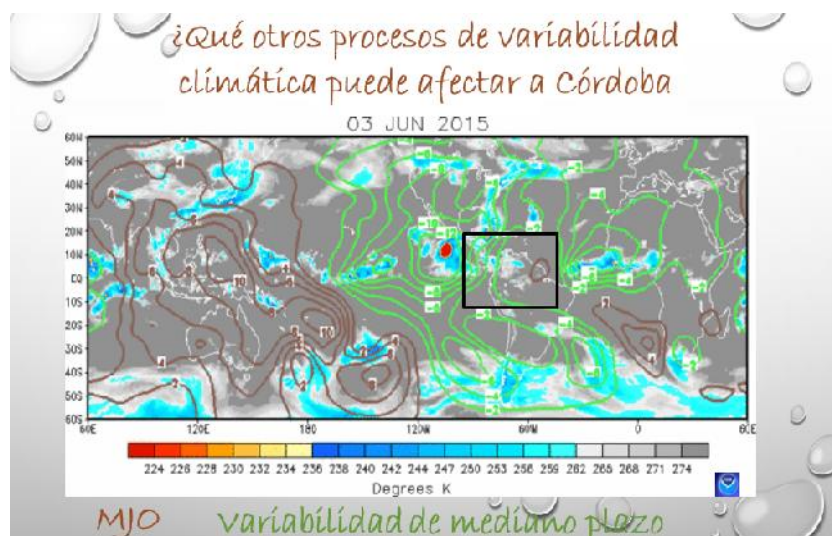 ¿Qué otros procesos de variabilidad
climática puede afectar a Córdoba
03 JUN 2015
60N
50N
40N
30N
20N
10N
EQ
10S
20S
30S
40S
50S
60S
60E 120E 180 120W 60W 0 60E
224 226 228 230 232 234 236 238 240 242 244 247 250 253 256 259 262 265 268 271 274
Degrees K
MJO variabilidad de mediano plazo